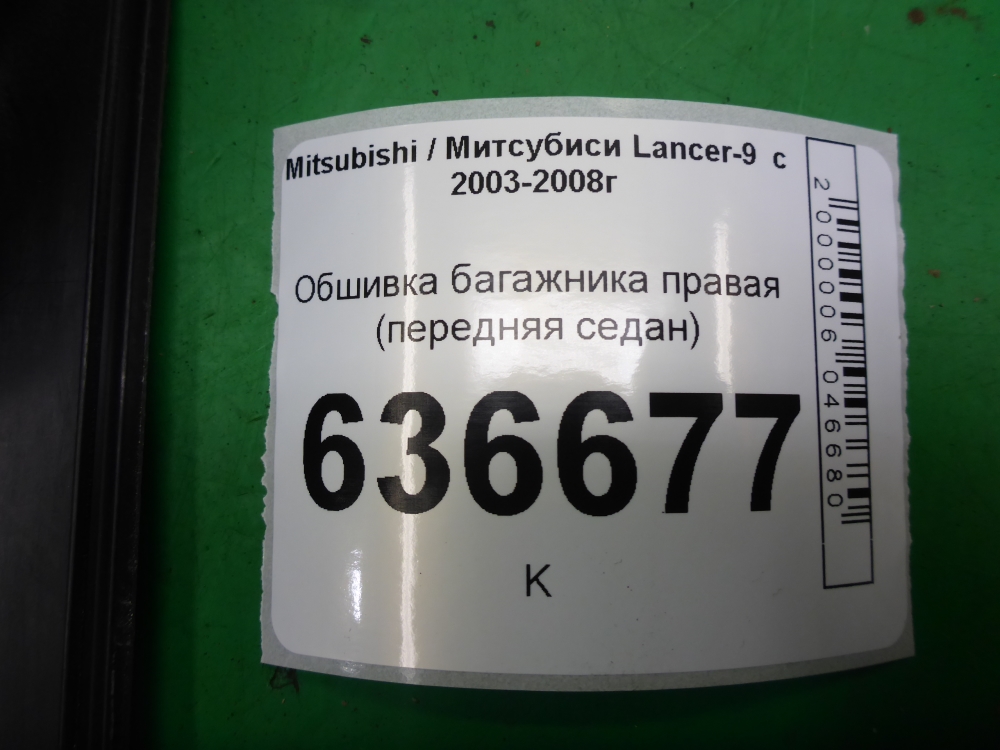 Mitsubishi / Митсубиси Lancer-9 с
2003-2008г
Обшивка багажника правая
(передняя седан)
636677
К
2000006046680